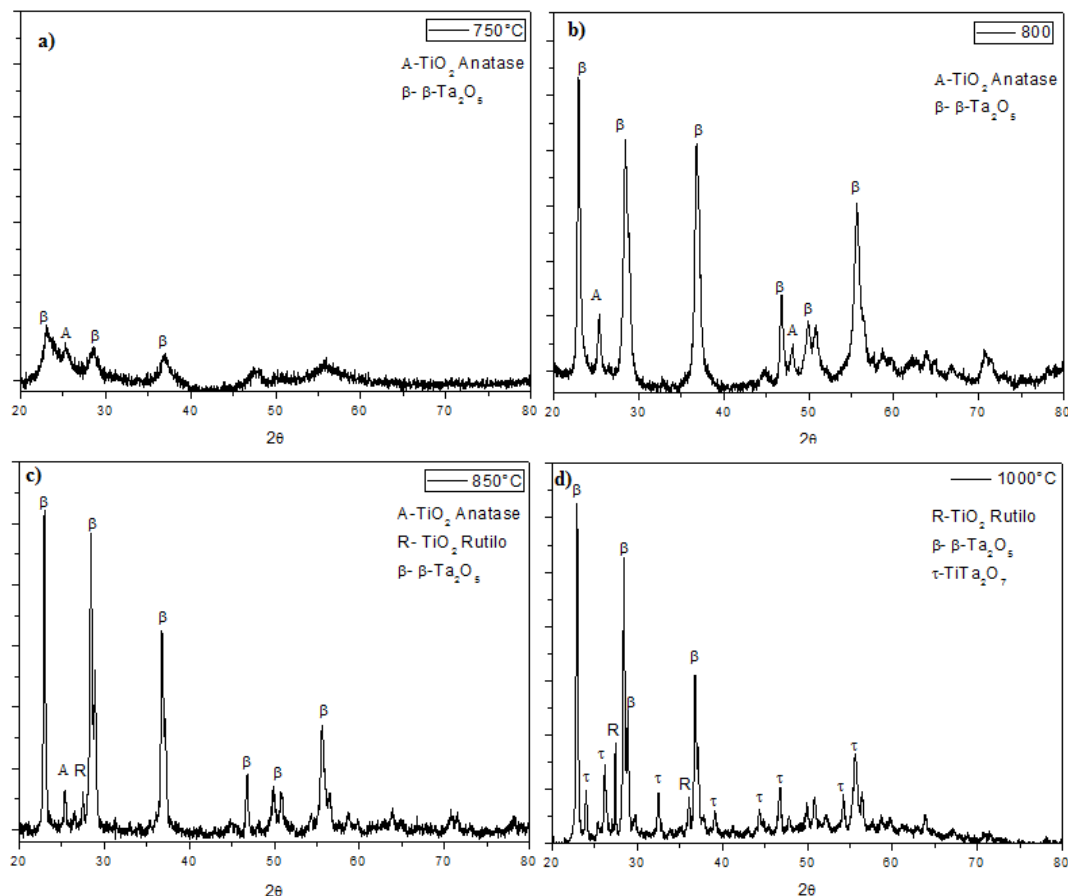 a)
750°C
A-TiO₂ Anatase
β- β-Ta₂O₅
β
A
β
β
20 30 40 50 60 70 80
2θ
b)
800
A-TiO₂ Anatase
β- β-Ta₂O₅
β
A
β
β
β
A
β
β
20 30 40 50 60 70 80
2θ
c)
850°C
A-TiO₂ Anatase
R- TiO₂ Rutilo
β- β-Ta₂O₅
β
A
R
β
β
β
β
β
20 30 40 50 60 70 80
2θ
d)
1000°C
R-TiO₂ Rutilo
β- β-Ta₂O₅
τ-TiTa₂O₇
β
τ
τ
R
β
β
τ
R
β
τ
τ
τ
τ
τ
20 30 40 50 60 70 80
2θ